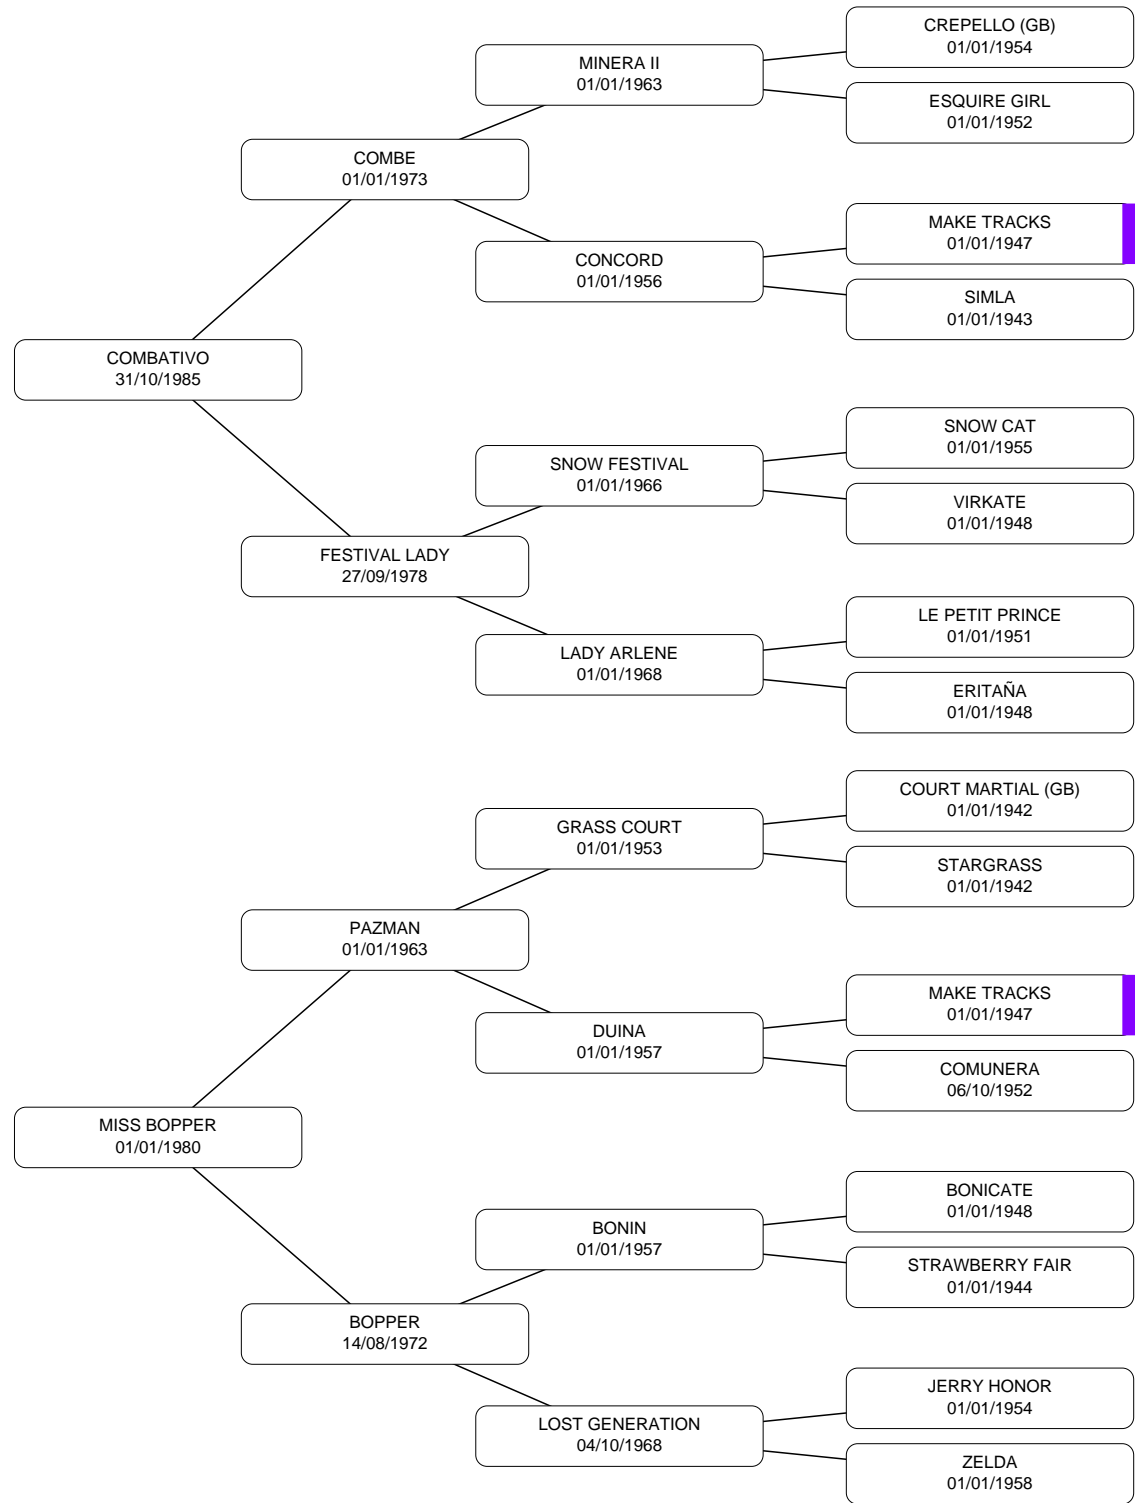 CREPELLO (GB)
01/01/1954
MINERA II
01/01/1963
ESQUIRE GIRL
01/01/1952
COMBE
01/01/1973
MAKE TRACKS
01/01/1947
CONCORD
01/01/1956
SIMLA
01/01/1943
COMBATIVO
31/10/1985
SNOW CAT
01/01/1955
SNOW FESTIVAL
01/01/1966
VIRKATE
01/01/1948
FESTIVAL LADY
27/09/1978
LE PETIT PRINCE
01/01/1951
LADY ARLENE
01/01/1968
ERITAÑA
01/01/1948
COURT MARTIAL (GB)
01/01/1942
GRASS COURT
01/01/1953
STARGRASS
01/01/1942
PAZMAN
01/01/1963
MAKE TRACKS
01/01/1947
DUINA
01/01/1957
COMUNERA
06/10/1952
MISS BOPPER
01/01/1980
BONICATE
01/01/1948
BONIN
01/01/1957
STRAWBERRY FAIR
01/01/1944
BOPPER
14/08/1972
JERRY HONOR
01/01/1954
LOST GENERATION
04/10/1968
ZELDA
01/01/1958